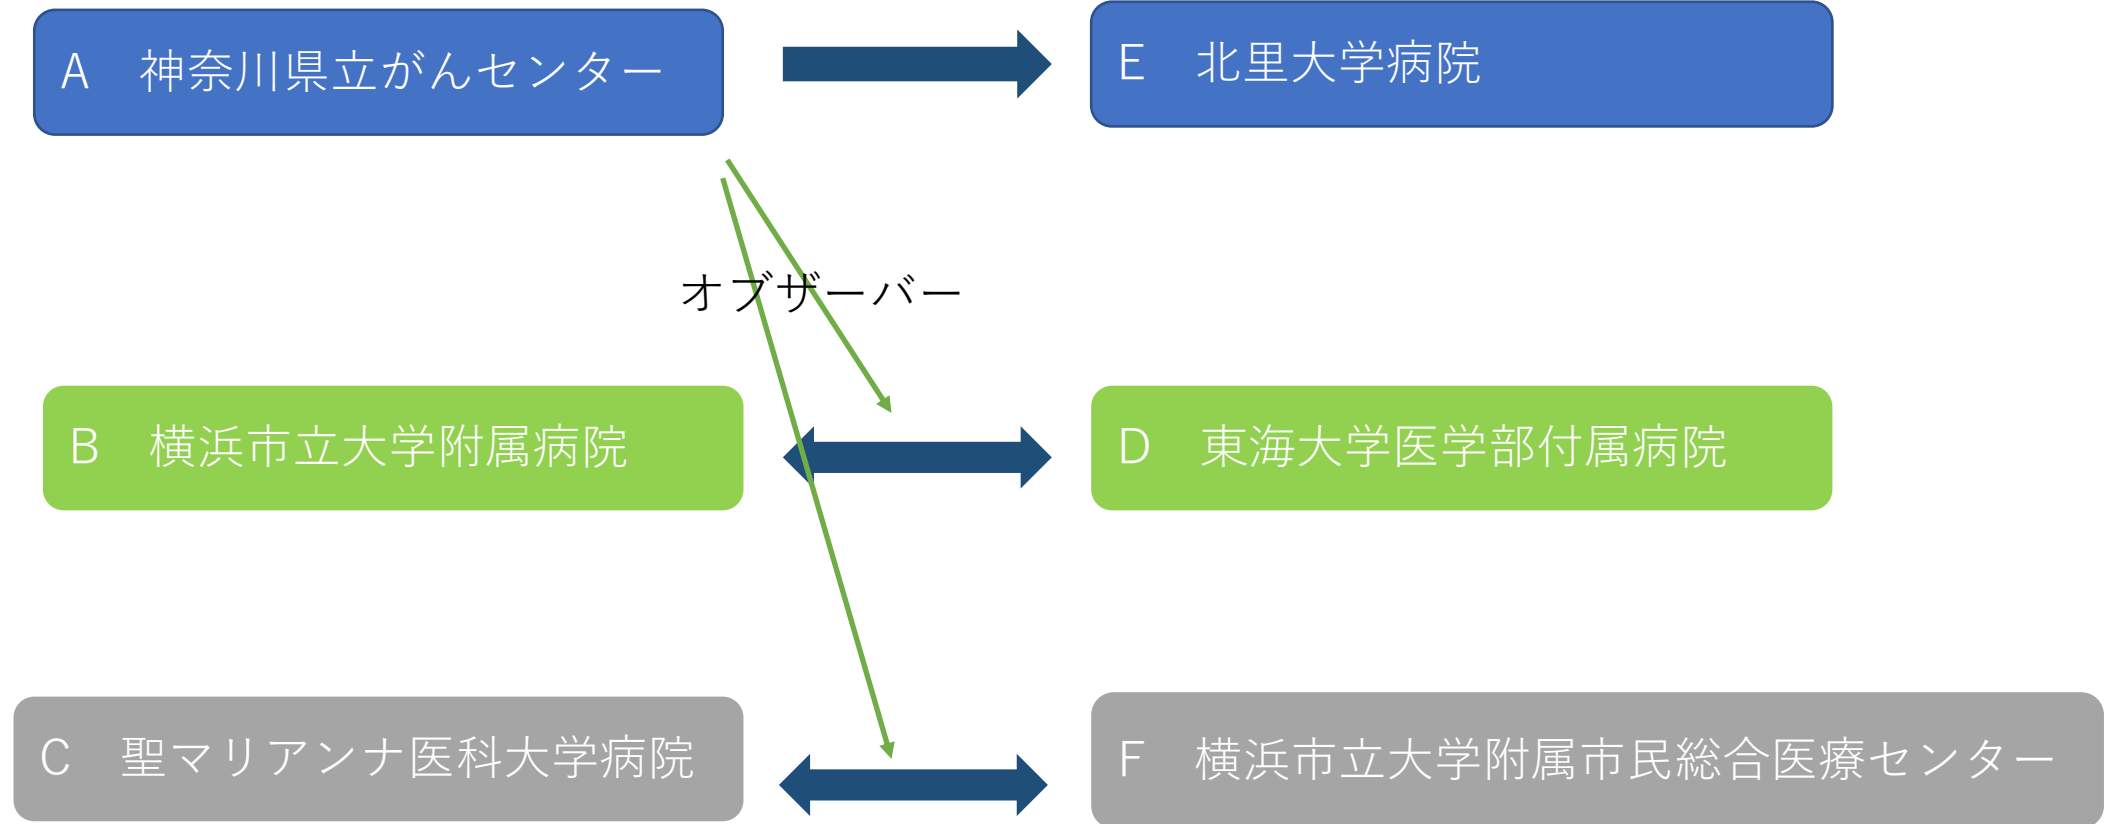 A 神奈川県立がんセンター
E 北里大学病院
オブザーバー
B 横浜市立大学附属病院
D 東海大学医学部付属病院
C 聖マリアンナ医科大学病院
F 横浜市立大学附属市民総合医療センター